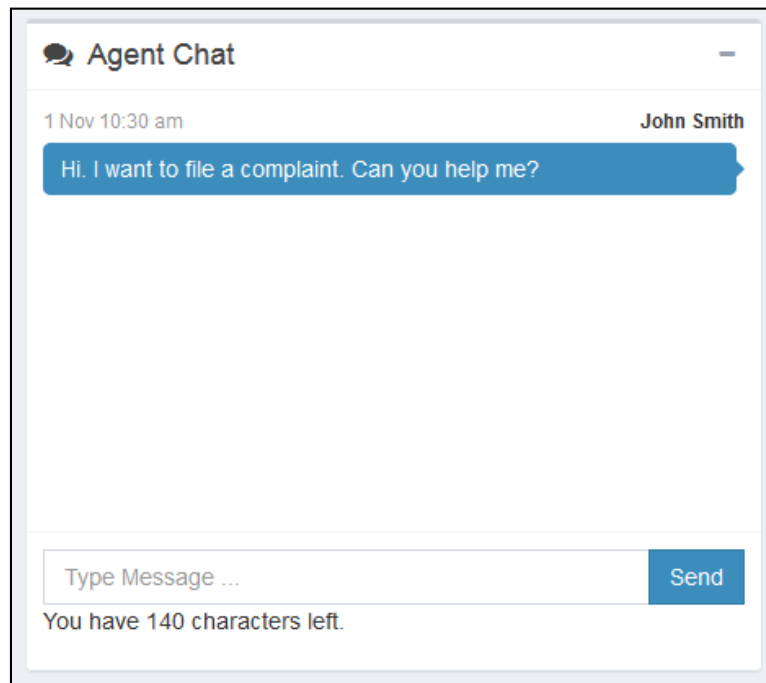 Agent Chat
1 Nov 10:30 am John Smith
Hi. I want to file a complaint. Can you help me?
Type Message ... Send
You have 140 characters left.